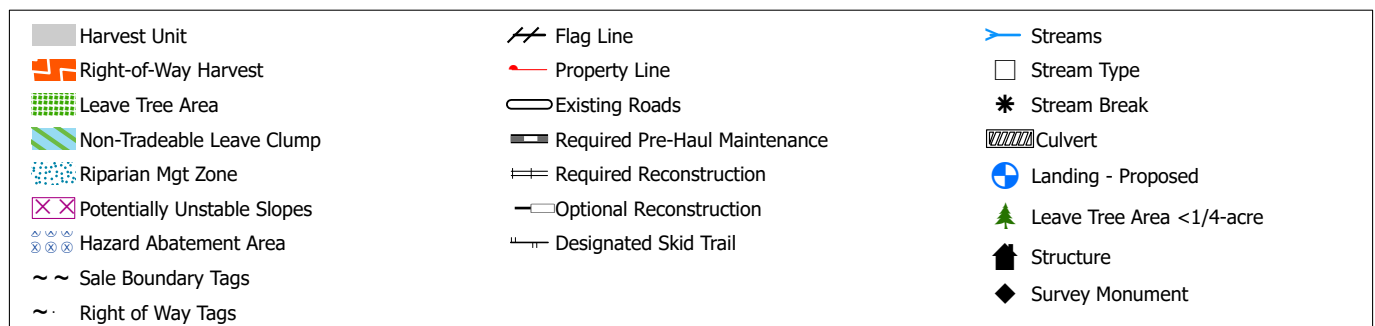 Harvest Unit
Right-of-Way Harvest
Leave Tree Area
Non-Tradeable Leave Clump
Riparian Mgt Zone
Potentially Unstable Slopes
Hazard Abatement Area
Sale Boundary Tags
Right of Way Tags
Flag Line
Property Line
Existing Roads
Required Pre-Haul Maintenance
Required Reconstruction
Optional Reconstruction
Designated Skid Trail
Streams
Stream Type
Stream Break
Culvert
Landing - Proposed
Leave Tree Area <1/4-acre
Structure
Survey Monument